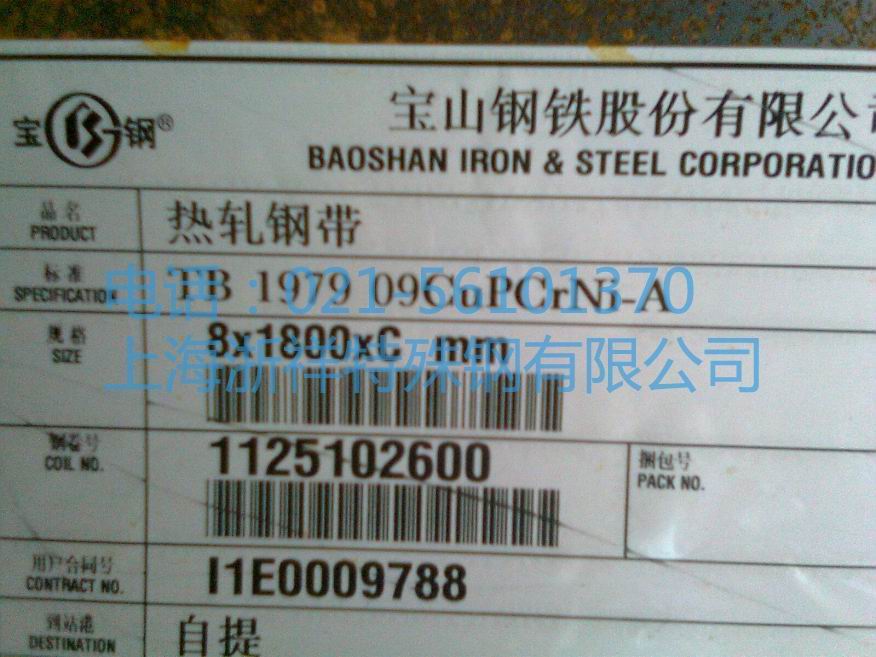 宝钢®
宝山钢铁股份有限公司
BAOSHAN IRON & STEEL CORPORATIO
品名
PRODUCT
热轧钢带
标准
SPECIFICATION
TB 1979 09CuPCrNi-A
电话：021-56101370
规格
SIZE
8x1800xC mm
上海浙祥特殊钢有限公司
钢卷号
COIL NO.
1125102600
捆包号
PACK NO.
用户合同号
CONTRACT NO.
I1E0009788
到站港
DESTINATION
自提